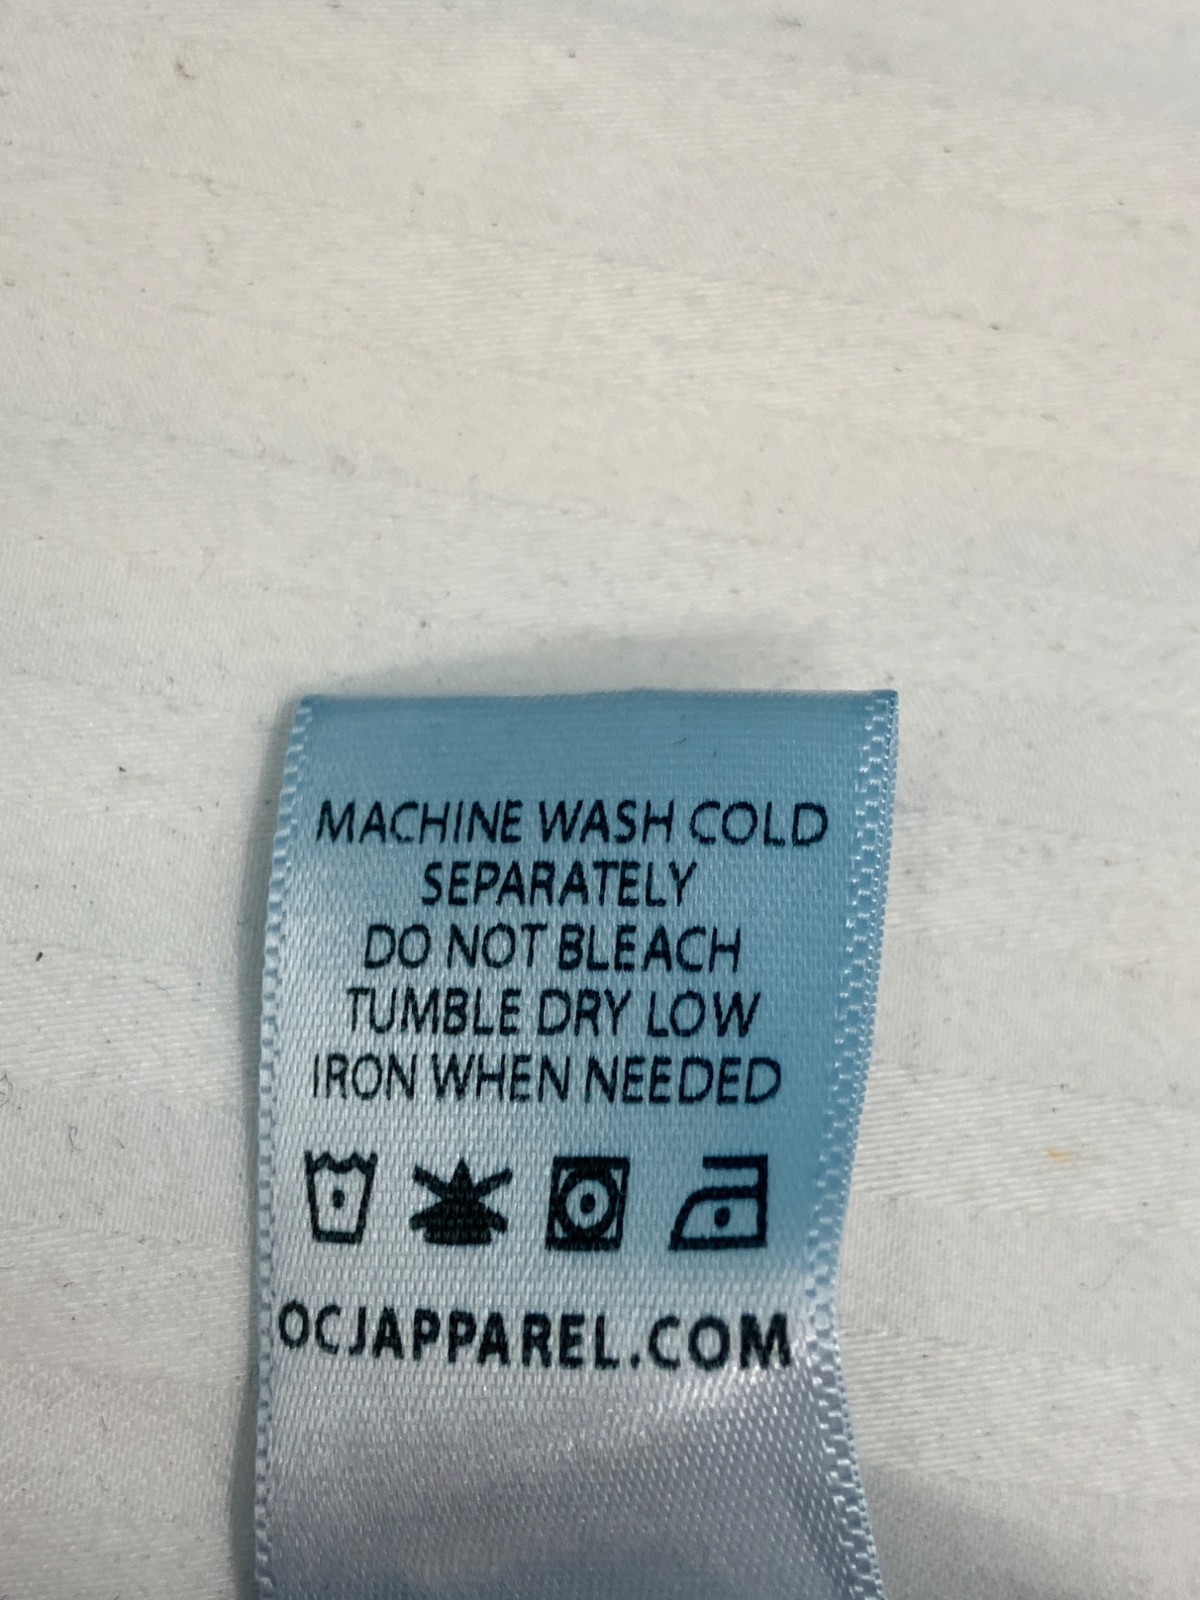 MACHINE WASH COLD
SEPARATELY
DO NOT BLEACH
TUMBLE DRY LOW
IRON WHEN NEEDED
OCJAPPAREL.COM